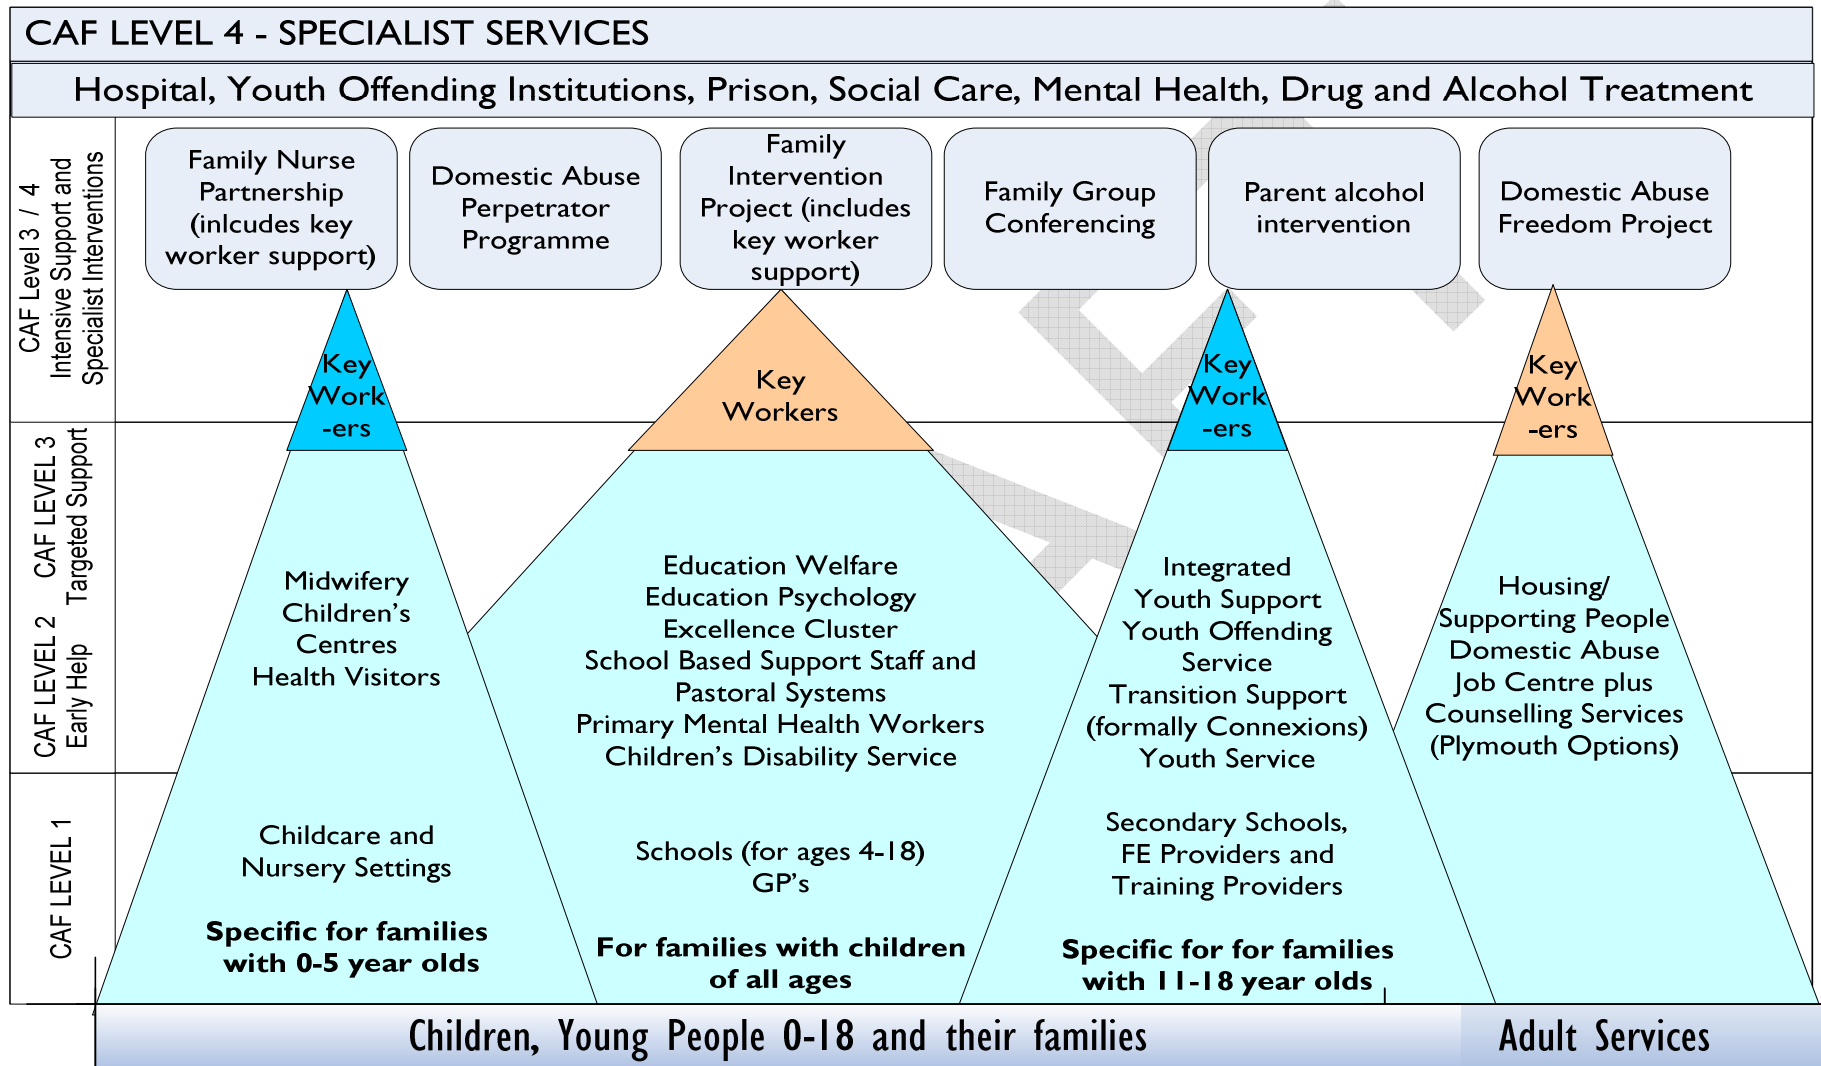 CAF LEVEL 4 - SPECIALIST SERVICES
Hospital, Youth Offending Institutions, Prison, Social Care, Mental Health, Drug and Alcohol Treatment
CAF Level 3 / 4
Intensive Support and
Specialist Interventions
Family Nurse
Partnership
(inlcudes key
worker support)
Domestic Abuse
Perpetrator
Programme
Family
Intervention
Project (includes
key worker
support)
Family Group
Conferencing
Parent alcohol
intervention
Domestic Abuse
Freedom Project
Key
Work
-ers
Key
Workers
Key
Work
-ers
Key
Work
-ers
CAF LEVEL 3
Targeted Support
CAF LEVEL 2
Early Help
Midwifery
Children's
Centres
Health Visitors
Education Welfare
Education Psychology
Excellence Cluster
School Based Support Staff and
Pastoral Systems
Primary Mental Health Workers
Children's Disability Service
Integrated
Youth Support
Youth Offending
Service
Transition Support
(formally Connexions)
Youth Service
Housing/
Supporting People
Domestic Abuse
Job Centre plus
Counselling Services
(Plymouth Options)
CAF LEVEL 1
Childcare and
Nursery Settings
Specific for families
with 0-5 year olds
Schools (for ages 4-18)
GP's
For families with children
of all ages
Secondary Schools,
FE Providers and
Training Providers
Specific for for families
with 11-18 year olds
Children, Young People 0-18 and their families
Adult Services